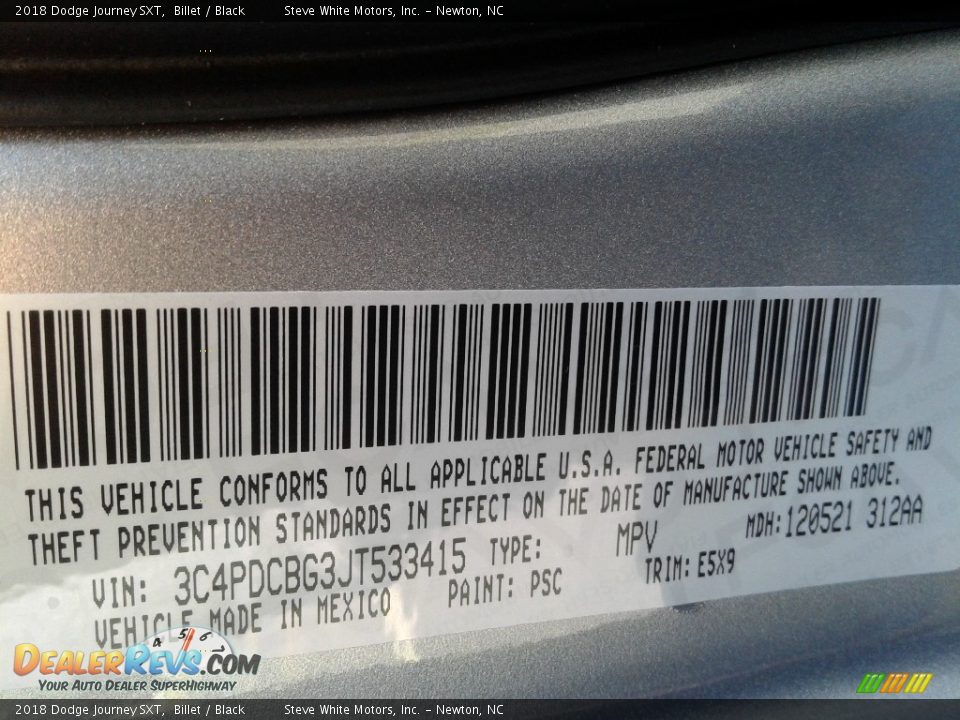 2018 Dodge Journey SXT, Billet / Black Steve White Motors, Inc. - Newton, NC
THIS VEHICLE CONFORMS TO ALL APPLICABLE U.S.A. FEDERAL MOTOR VEHICLE SAFETY AND
THEFT PREVENTION STANDARDS IN EFFECT ON THE DATE OF MANUFACTURE SHOWN ABOVE.
VIN: 3C4PDCBG3JT533415 TYPE: MPV MDH:120521 312AA
VEHICLE MADE IN MEXICO PAINT: PSC TRIM: E5X9
4 5 6
DEALERREVS.COM
YOUR AUTO DEALER SUPERHIGHWAY
2018 Dodge Journey SXT, Billet / Black Steve White Motors, Inc. - Newton, NC